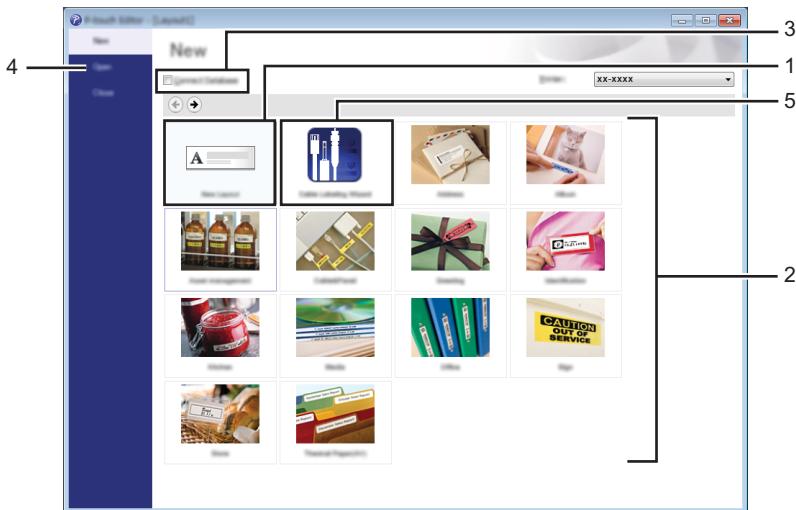 P-touch Editor - [Layout1]
New
New
3
4
Open
Connect Database
Printer:
xx-xxxx
1
Close
5
A
New Layout
Cable Labeling Wizard
Address
Album
Asset management
Cable&Panel
Greeting
Identification
2
CAUTION
OUT OF
SERVICE
Kitchen
Media
Office
Sign
Store
Thermal Paper(A4)